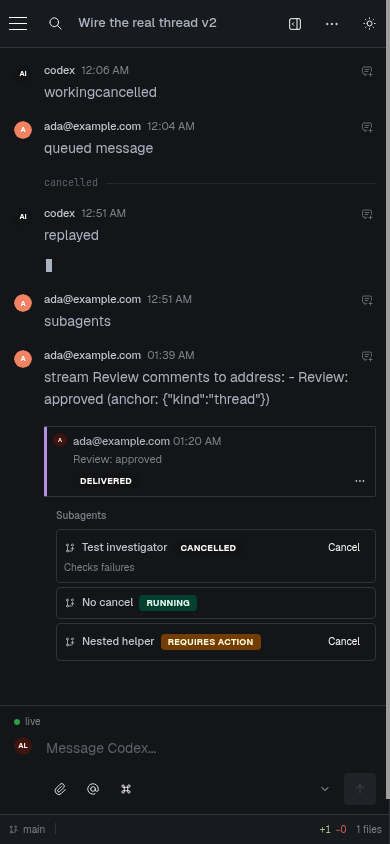 Wire the real thread v2
AI codex 12:06 AM
workingcancelled
A ada@example.com 12:04 AM
queued message
cancelled
AI codex 12:51 AM
replayed
A ada@example.com 12:51 AM
subagents
A ada@example.com 01:39 AM
stream Review comments to address: - Review:
approved (anchor: {"kind":"thread"})
A ada@example.com 01:20 AM
Review: approved
DELIVERED
Subagents
Test investigator CANCELLED Cancel
Checks failures
No cancel RUNNING
Nested helper REQUIRES ACTION Cancel
live
AL Message Codex...
main +1 -0 1 files